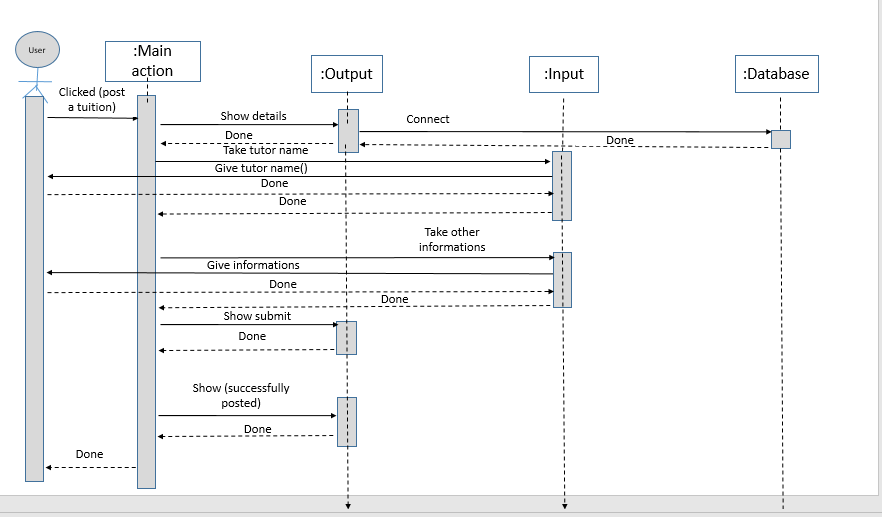 User
:Main
action
:Output
:Input
:Database
Clicked (post
a tuition)
Show details
Connect
Done
Done
Take tutor name
Give tutor name()
Done
Done
Take other
informations
Give informations
Done
Done
Show submit
Done
Show (successfully
posted)
Done
Done